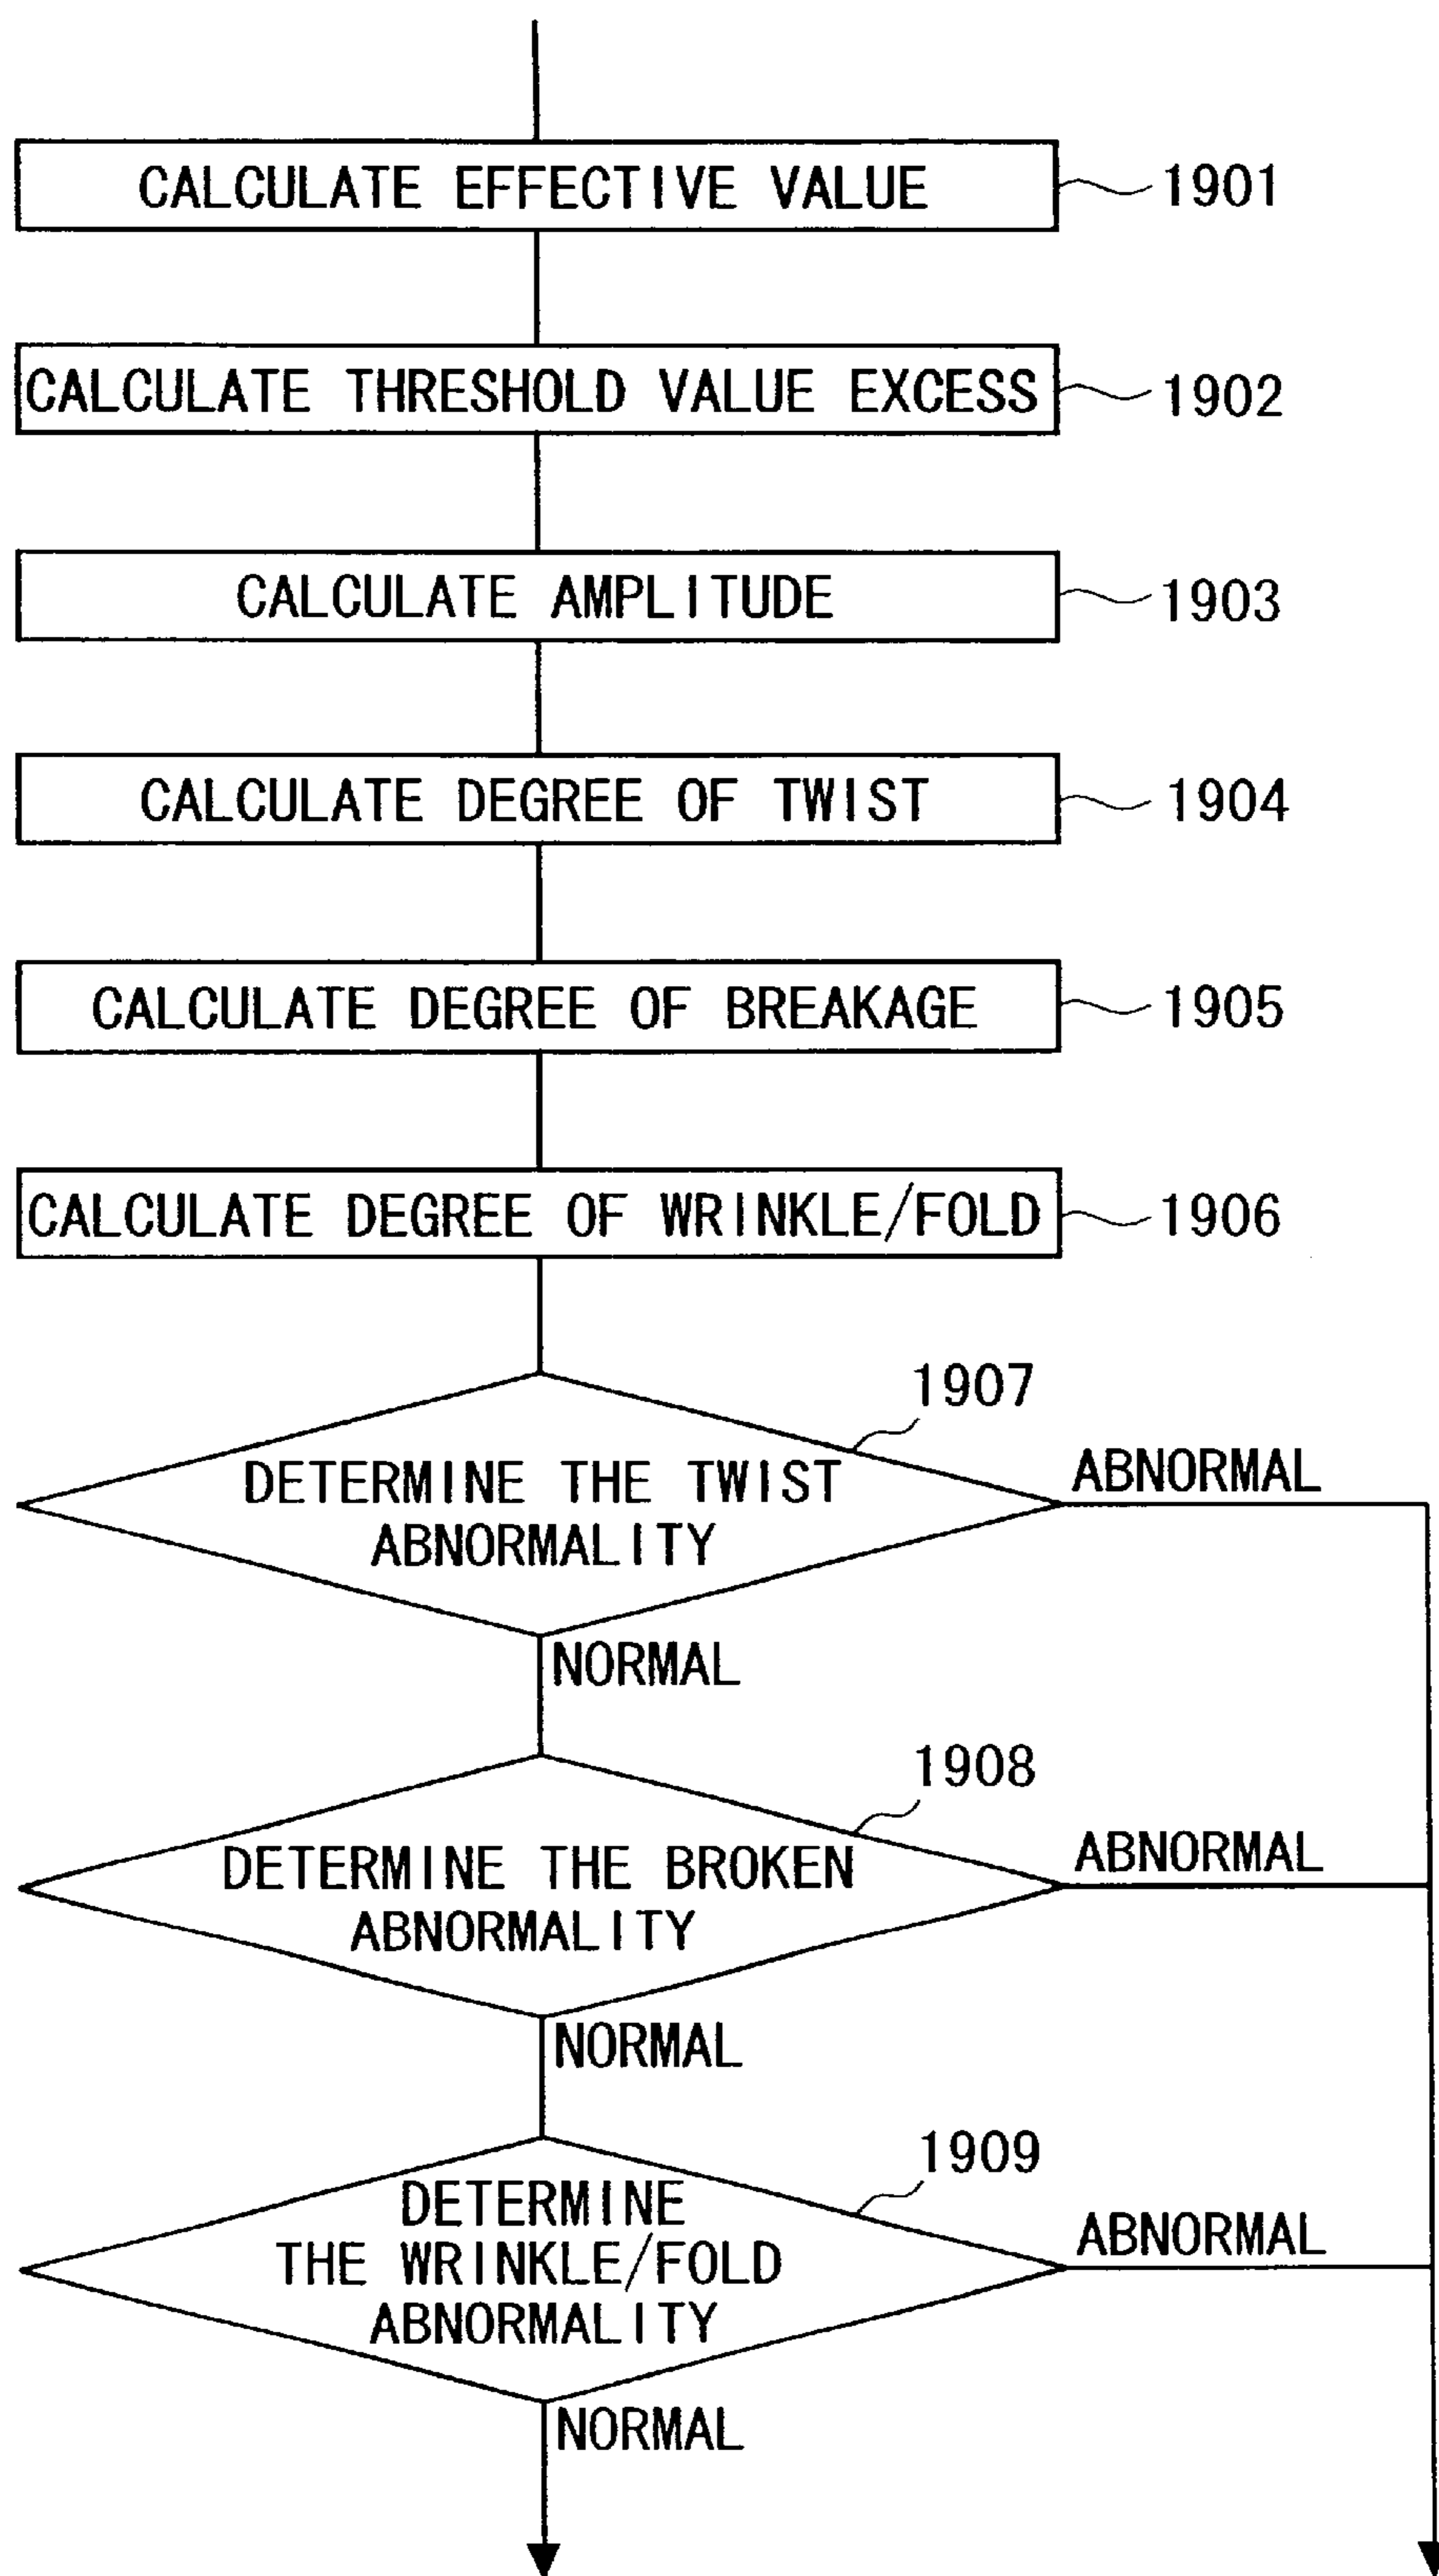 CALCULATE EFFECTIVE VALUE 1901
CALCULATE THRESHOLD VALUE EXCESS 1902
CALCULATE AMPLITUDE 1903
CALCULATE DEGREE OF TWIST 1904
CALCULATE DEGREE OF BREAKAGE 1905
CALCULATE DEGREE OF WRINKLE/FOLD 1906
1907
ABNORMAL
DETERMINE THE TWIST
ABNORMALITY
NORMAL
1908
ABNORMAL
DETERMINE THE BROKEN
ABNORMALITY
NORMAL
1909
DETERMINE
ABNORMAL
THE WRINKLE/FOLD
ABNORMALITY
NORMAL